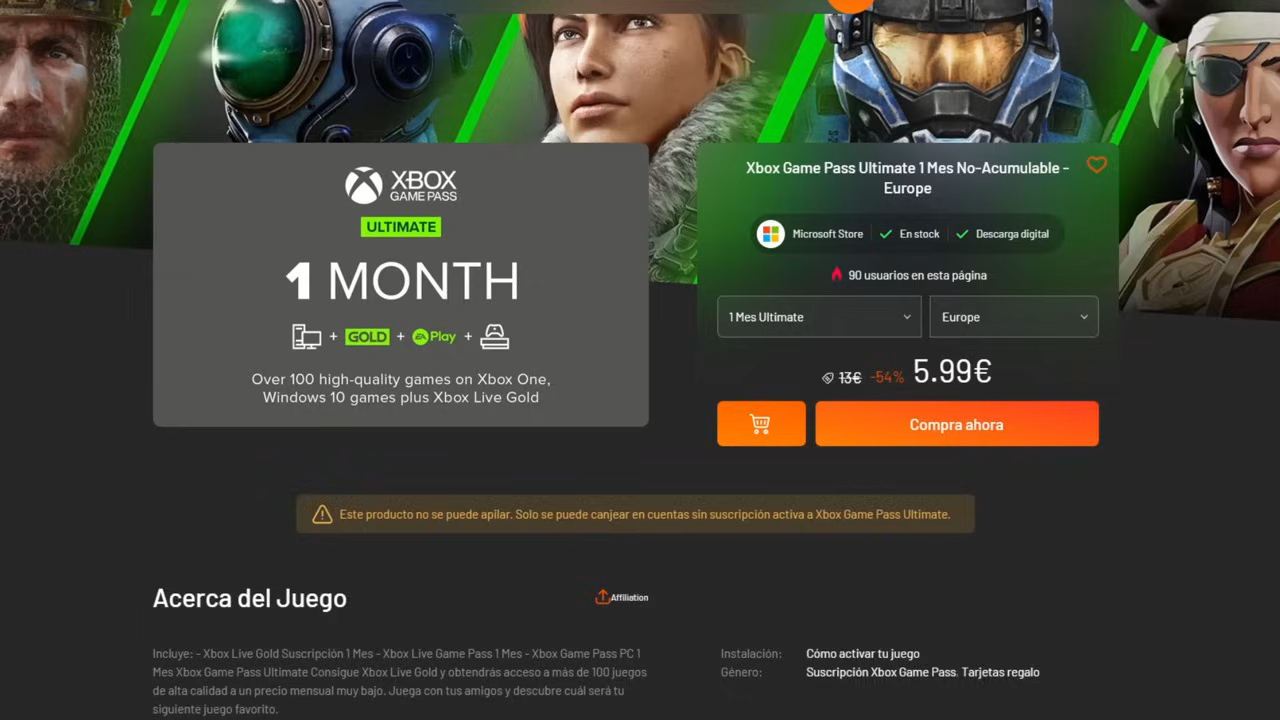 XBOX
GAME PASS
ULTIMATE
1 MONTH
+ GOLD + EA Play +
Over 100 high-quality games on Xbox One,
Windows 10 games plus Xbox Live Gold
Xbox Game Pass Ultimate 1 Mes No-Acumulable -
Europe
Microsoft Store En stock Descarga digital
90 usuarios en esta página
1 Mes Ultimate Europe
13€ -54% 5.99€
Compra ahora
Este producto no se puede apilar. Solo se puede canjear en cuentas sin suscripción activa a Xbox Game Pass Ultimate.
Acerca del Juego
Affiliation
Incluye: - Xbox Live Gold Suscripción 1 Mes - Xbox Live Game Pass 1 Mes - Xbox Game Pass PC 1
Mes Xbox Game Pass Ultimate Consigue Xbox Live Gold y obtendrás acceso a más de 100 juegos
de alta calidad a un precio mensual muy bajo. Juega con tus amigos y descubre cuál será tu
siguiente juego favorito.
Instalación: Cómo activar tu juego
Género: Suscripción Xbox Game Pass, Tarjetas regalo